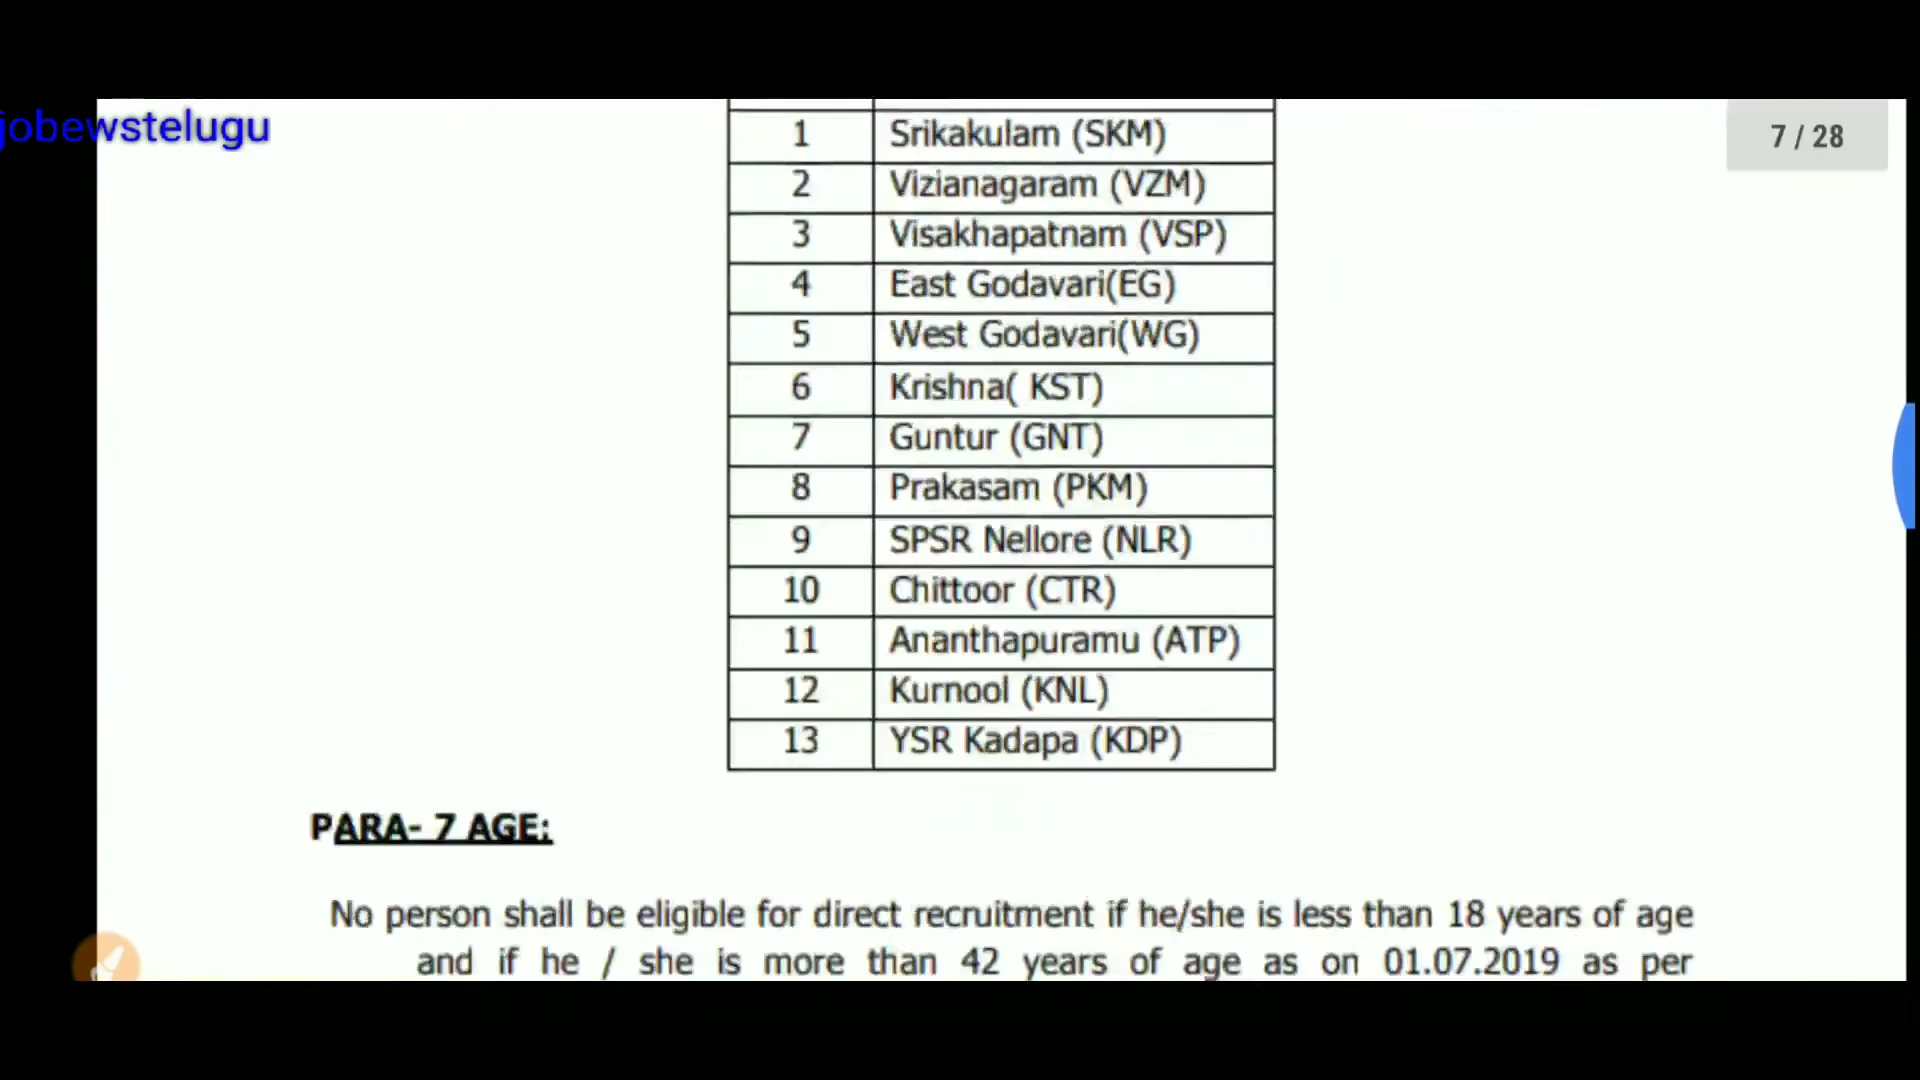 jobewstelugu
7 / 28
1 Srikakulam (SKM)
2 Vizianagaram (VZM)
3 Visakhapatnam (VSP)
4 East Godavari(EG)
5 West Godavari(WG)
6 Krishna( KST)
7 Guntur (GNT)
8 Prakasam (PKM)
9 SPSR Nellore (NLR)
10 Chittoor (CTR)
11 Ananthapuramu (ATP)
12 Kurnool (KNL)
13 YSR Kadapa (KDP)
PARA- 7 AGE:
No person shall be eligible for direct recruitment if he/she is less than 18 years of age
and if he / she is more than 42 years of age as on 01.07.2019 as per